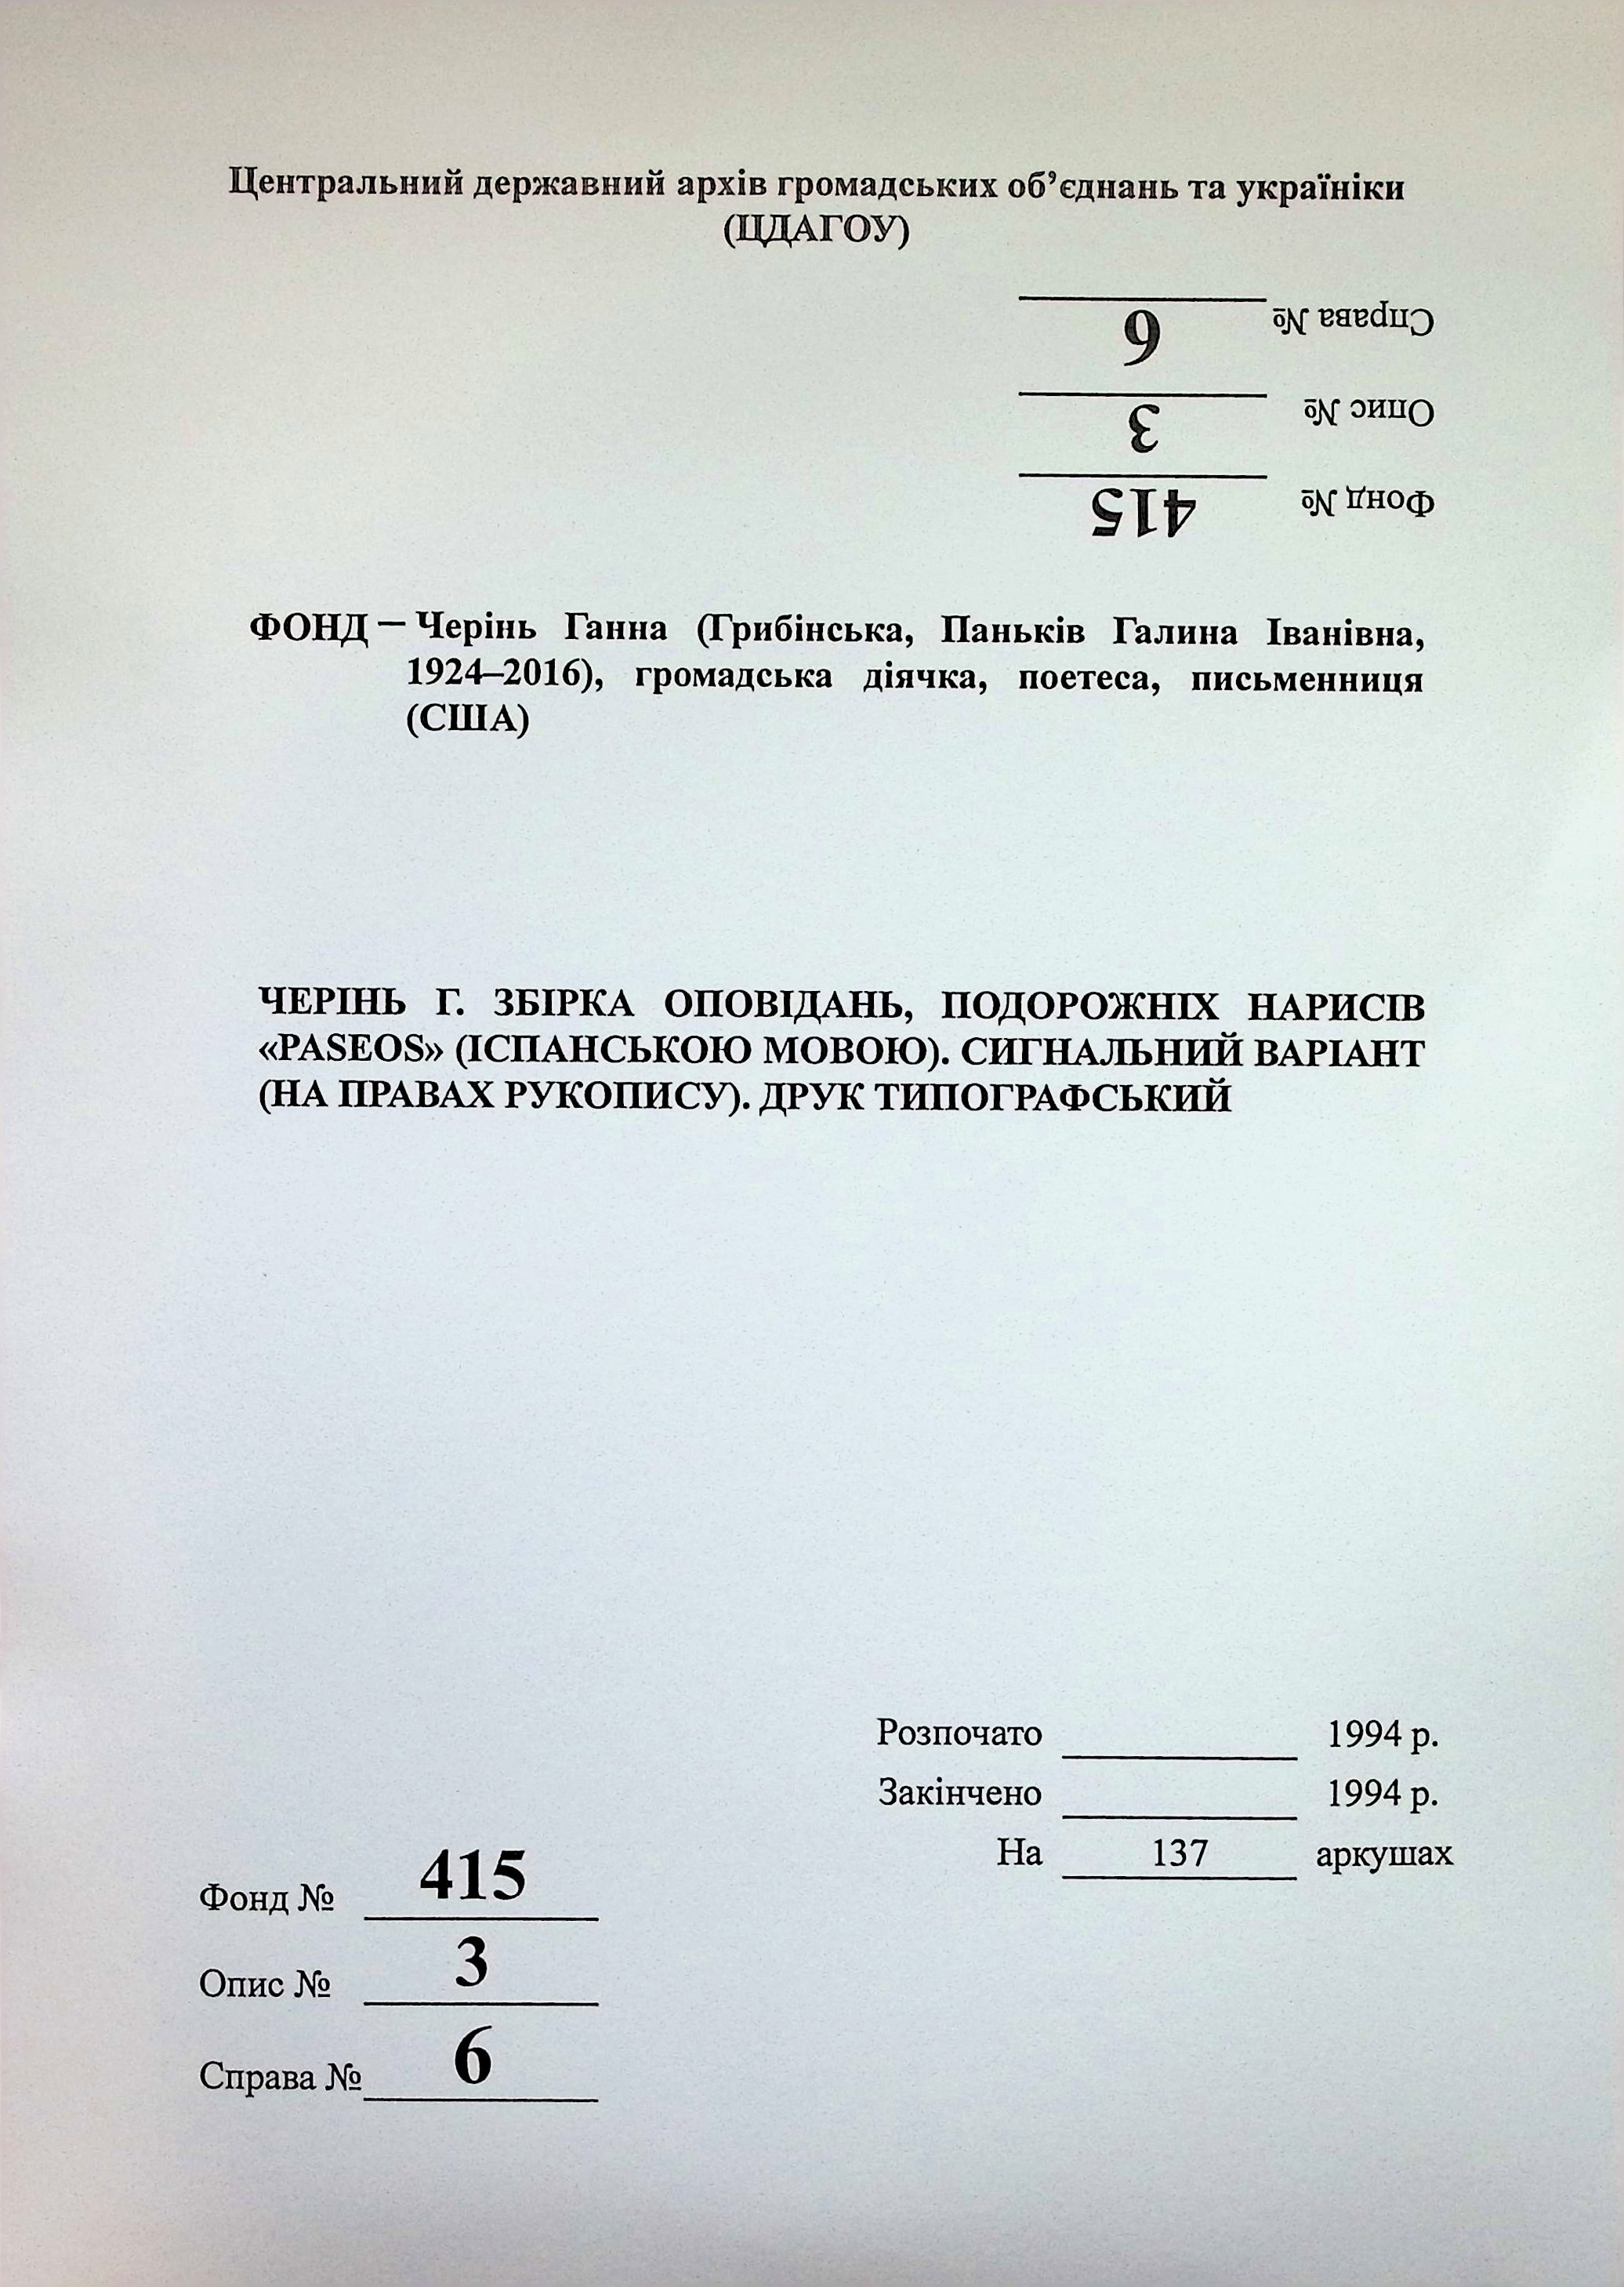 Центральний державний архів громадських об’єднань та україніки
(ЦДАГОУ)
Справа № 6
Опис № 3
Фонд № 415
ФОНД — Черінь Ганна (Грибінська, Паньків Галина Іванівна,
1924–2016), громадська діячка, поетеса, письменниця
(США)
ЧЕРІНЬ Г. ЗБІРКА ОПОВІДАНЬ, ПОДОРОЖНІХ НАРИСІВ
«PASEOS» (ІСПАНСЬКОЮ МОВОЮ). СИГНАЛЬНИЙ ВАРІАНТ
(НА ПРАВАХ РУКОПИСУ). ДРУК ТИПОГРАФСЬКИЙ
Розпочато 1994 р.
Закінчено 1994 р.
На 137 аркушах
Фонд № 415
Опис № 3
Справа № 6